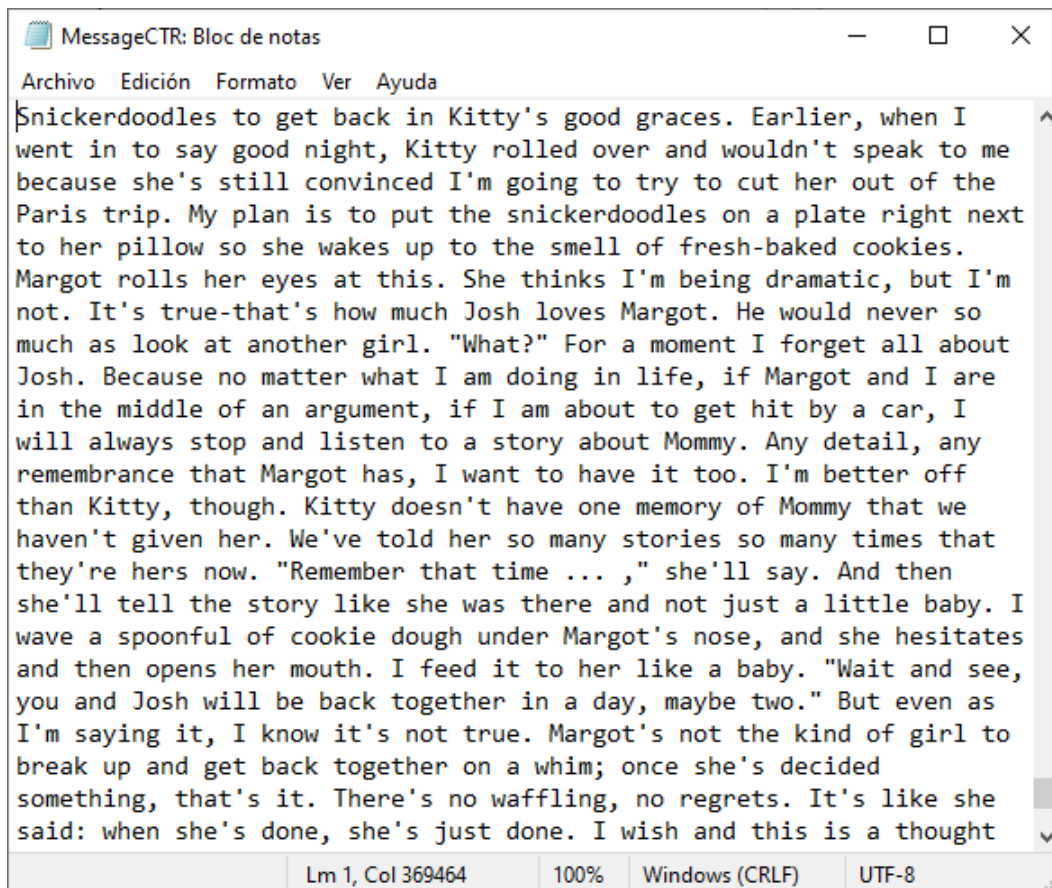 MessageCTR: Bloc de notas
Archivo Edición Formato Ver Ayuda
Snickerdoodles to get back in Kitty's good graces. Earlier, when I
went in to say good night, Kitty rolled over and wouldn't speak to me
because she's still convinced I'm going to try to cut her out of the
Paris trip. My plan is to put the snickerdoodles on a plate right next
to her pillow so she wakes up to the smell of fresh-baked cookies.
Margot rolls her eyes at this. She thinks I'm being dramatic, but I'm
not. It's true-that's how much Josh loves Margot. He would never so
much as look at another girl. "What?" For a moment I forget all about
Josh. Because no matter what I am doing in life, if Margot and I are
in the middle of an argument, if I am about to get hit by a car, I
will always stop and listen to a story about Mommy. Any detail, any
remembrance that Margot has, I want to have it too. I'm better off
than Kitty, though. Kitty doesn't have one memory of Mommy that we
haven't given her. We've told her so many stories so many times that
they're hers now. "Remember that time ... ," she'll say. And then
she'll tell the story like she was there and not just a little baby. I
wave a spoonful of cookie dough under Margot's nose, and she hesitates
and then opens her mouth. I feed it to her like a baby. "Wait and see,
you and Josh will be back together in a day, maybe two." But even as
I'm saying it, I know it's not true. Margot's not the kind of girl to
break up and get back together on a whim; once she's decided
something, that's it. There's no waffling, no regrets. It's like she
said: when she's done, she's just done. I wish and this is a thought
Lm 1, Col 369464 100% Windows (CRLF) UTF-8